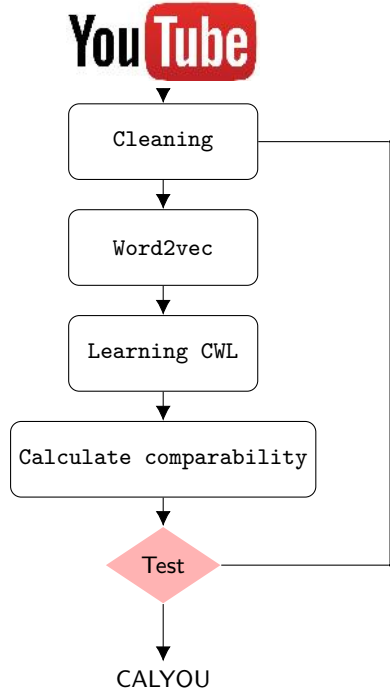 YouTube
Cleaning
Word2vec
Learning CWL
Calculate comparability
Test
CALYOU